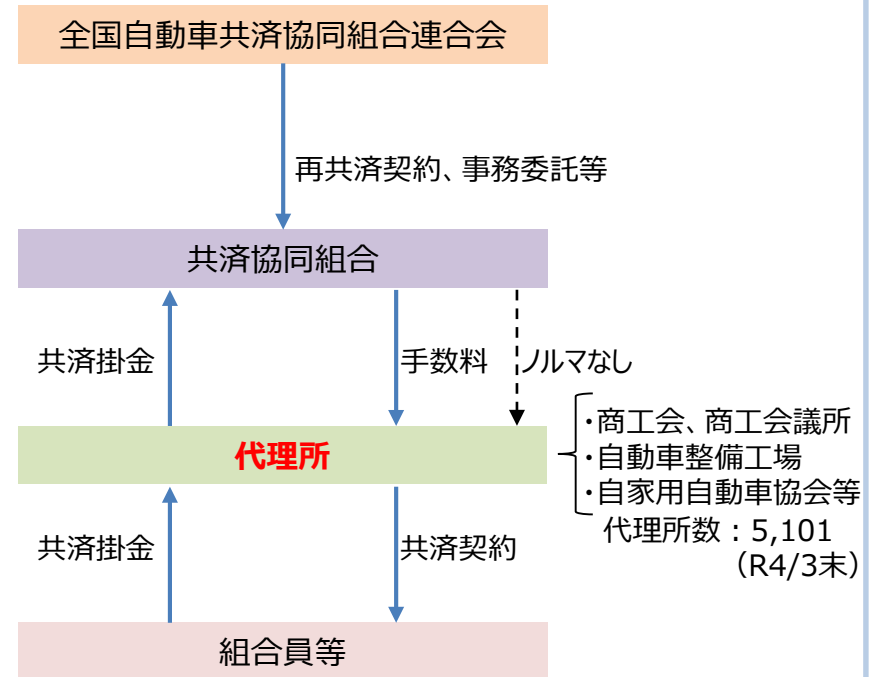 全国自動車共済協同組合連合会
再共済契約、事務委託等
共済協同組合
共済掛金
手数料
ノルマなし
代理所
・商工会、商工会議所
・自動車整備工場
・自家用自動車協会等
代理所数：5,101
（R4/3末）
共済掛金
共済契約
組合員等